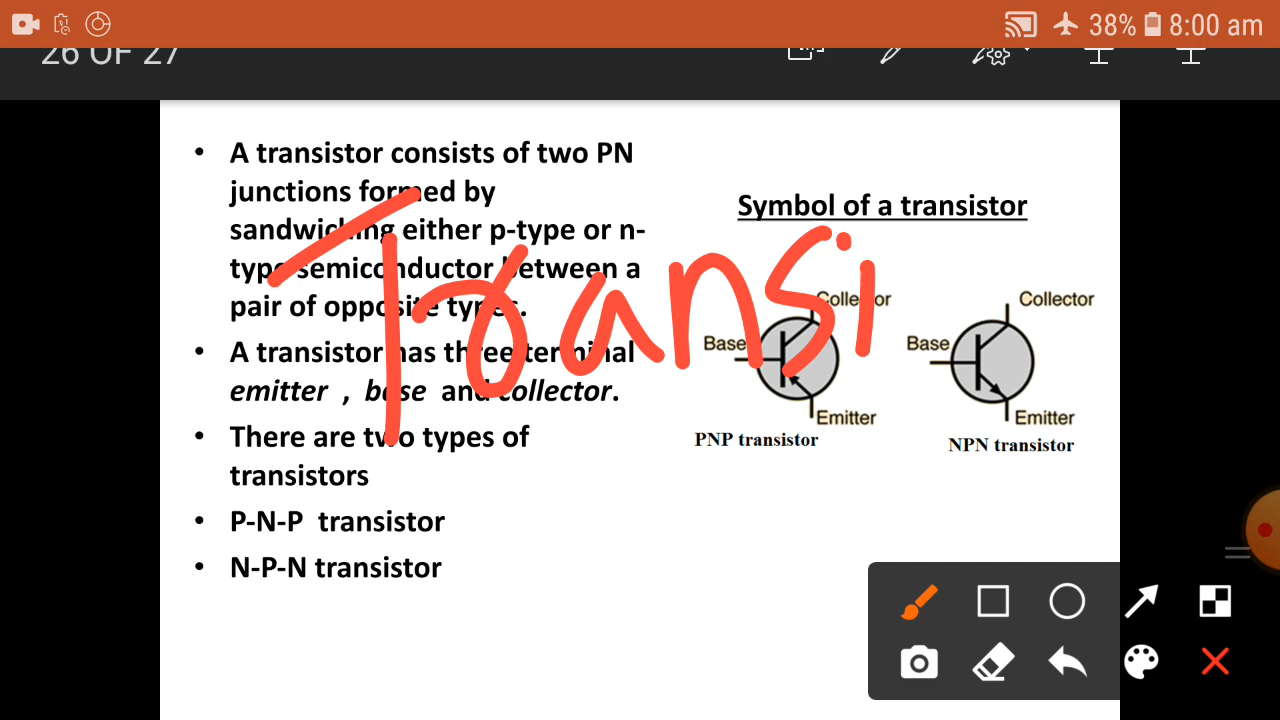 38% 8:00 am
26 OF 27
• A transistor consists of two PN
junctions formed by
sandwicking either p-type or n-
type semiconductor between a
pair of opposite types.
• A transistor has three terminal
emitter , base and collector.
• There are two types of
transistors
• P-N-P transistor
• N-P-N transistor
Symbol of a transistor
Collector
Base
Emitter
PNP transistor
Collector
Base
Emitter
NPN transistor
Transi